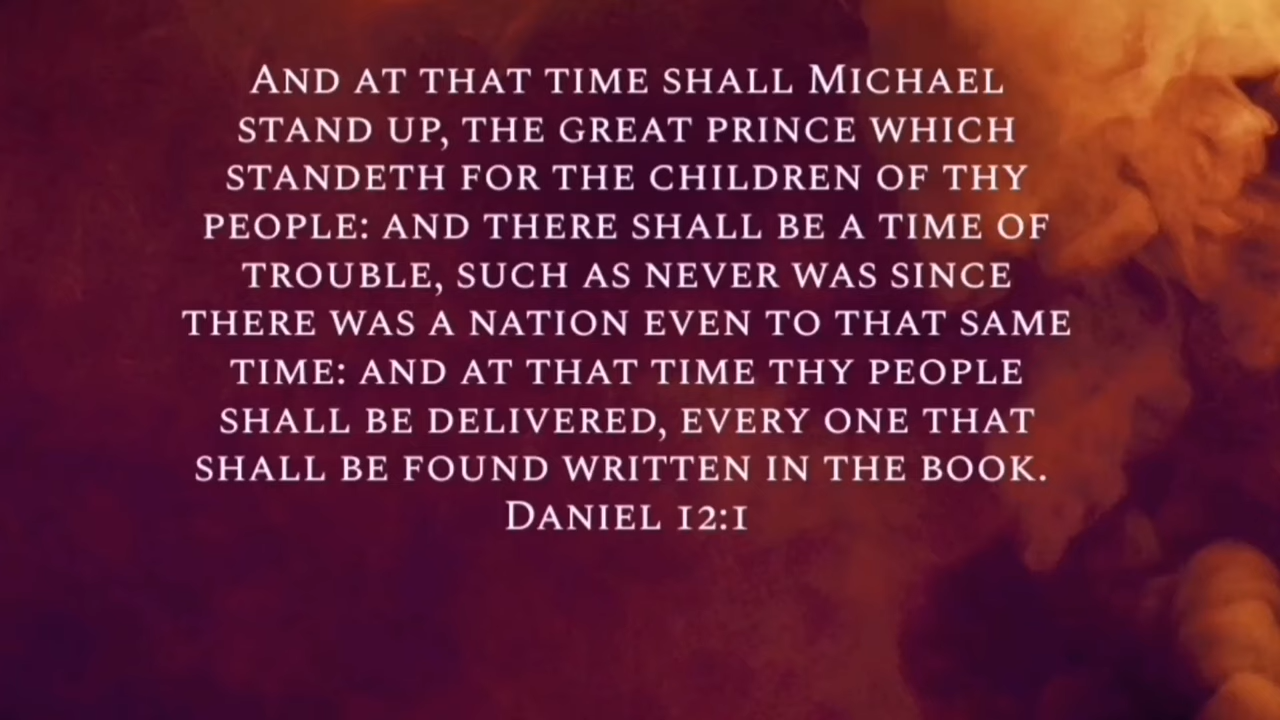 And at that time shall Michael
stand up, the great prince which
standeth for the children of thy
people: and there shall be a time of
trouble, such as never was since
there was a nation even to that same
time: and at that time thy people
shall be delivered, every one that
shall be found written in the book.
Daniel 12:1